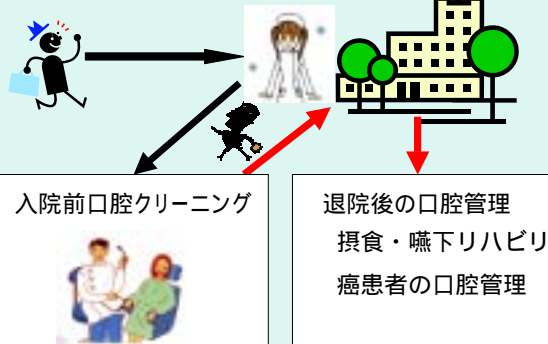 入院前口腔クリーニング
退院後の口腔管理
摂食・嚥下リハビリ
癌患者の口腔管理